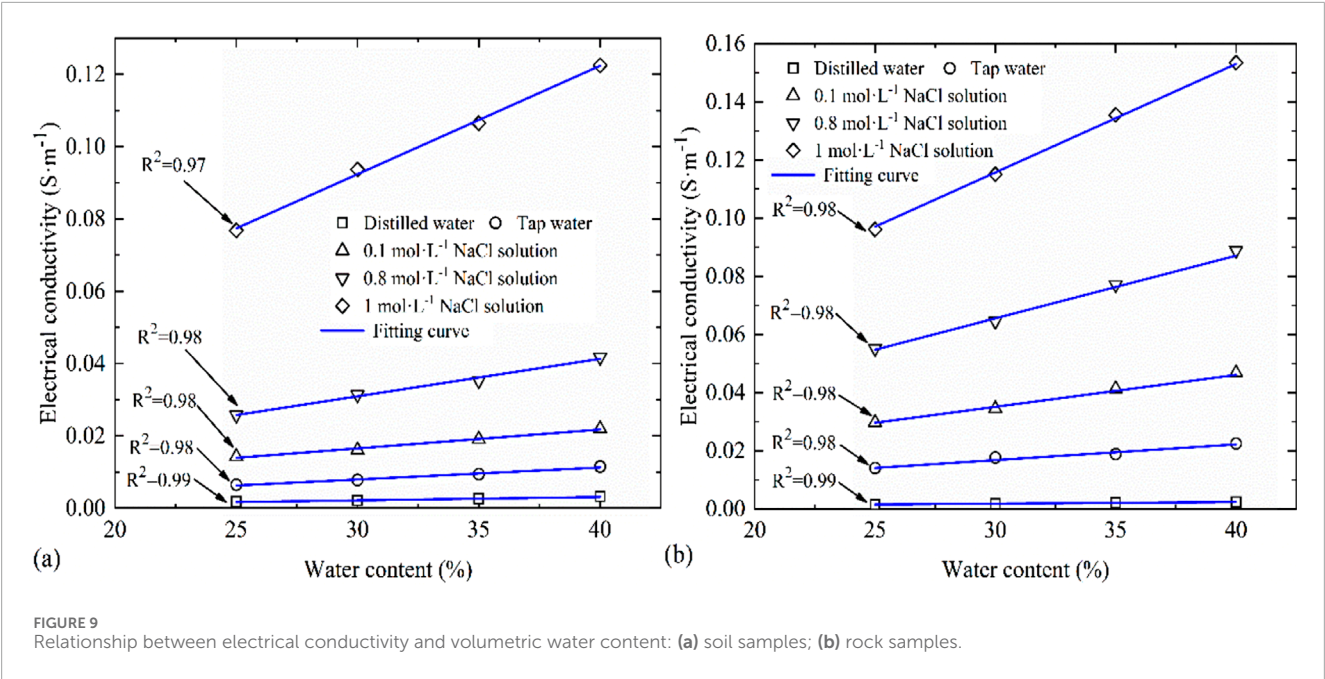 0.12
0.10
0.08
0.06
0.04
0.02
0.00
20
25
30
35
40
Electrical conductivity (S·m⁻¹)
Water content (%)
(a)
R²=0.97
R²=0.98
R²=0.98
R²–0.98
R²–0.99
Distilled water
Tap water
0.1 mol·L⁻¹ NaCl solution
0.8 mol·L⁻¹ NaCl solution
1 mol·L⁻¹ NaCl solution
Fitting curve
0.16
0.14
0.12
0.10
0.08
0.06
0.04
0.02
0.00
20
25
30
35
40
Electrical conductivity (S·m⁻¹)
Water content (%)
(b)
Distilled water
Tap water
0.1 mol·L⁻¹ NaCl solution
0.8 mol·L⁻¹ NaCl solution
1 mol·L⁻¹ NaCl solution
Fitting curve
R²=0.98
R²–0.98
R²–0.98
R²=0.98
R²=0.99
FIGURE 9
Relationship between electrical conductivity and volumetric water content: (a) soil samples; (b) rock samples.